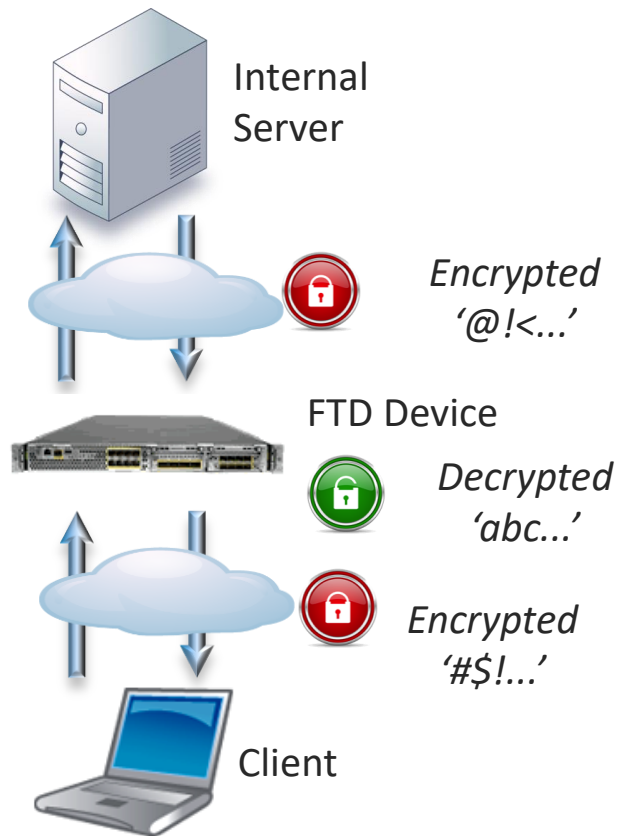 Internal
Server
Encrypted
‘@!<...’
FTD Device
Decrypted
‘abc...’
Encrypted
‘#$!...’
Client